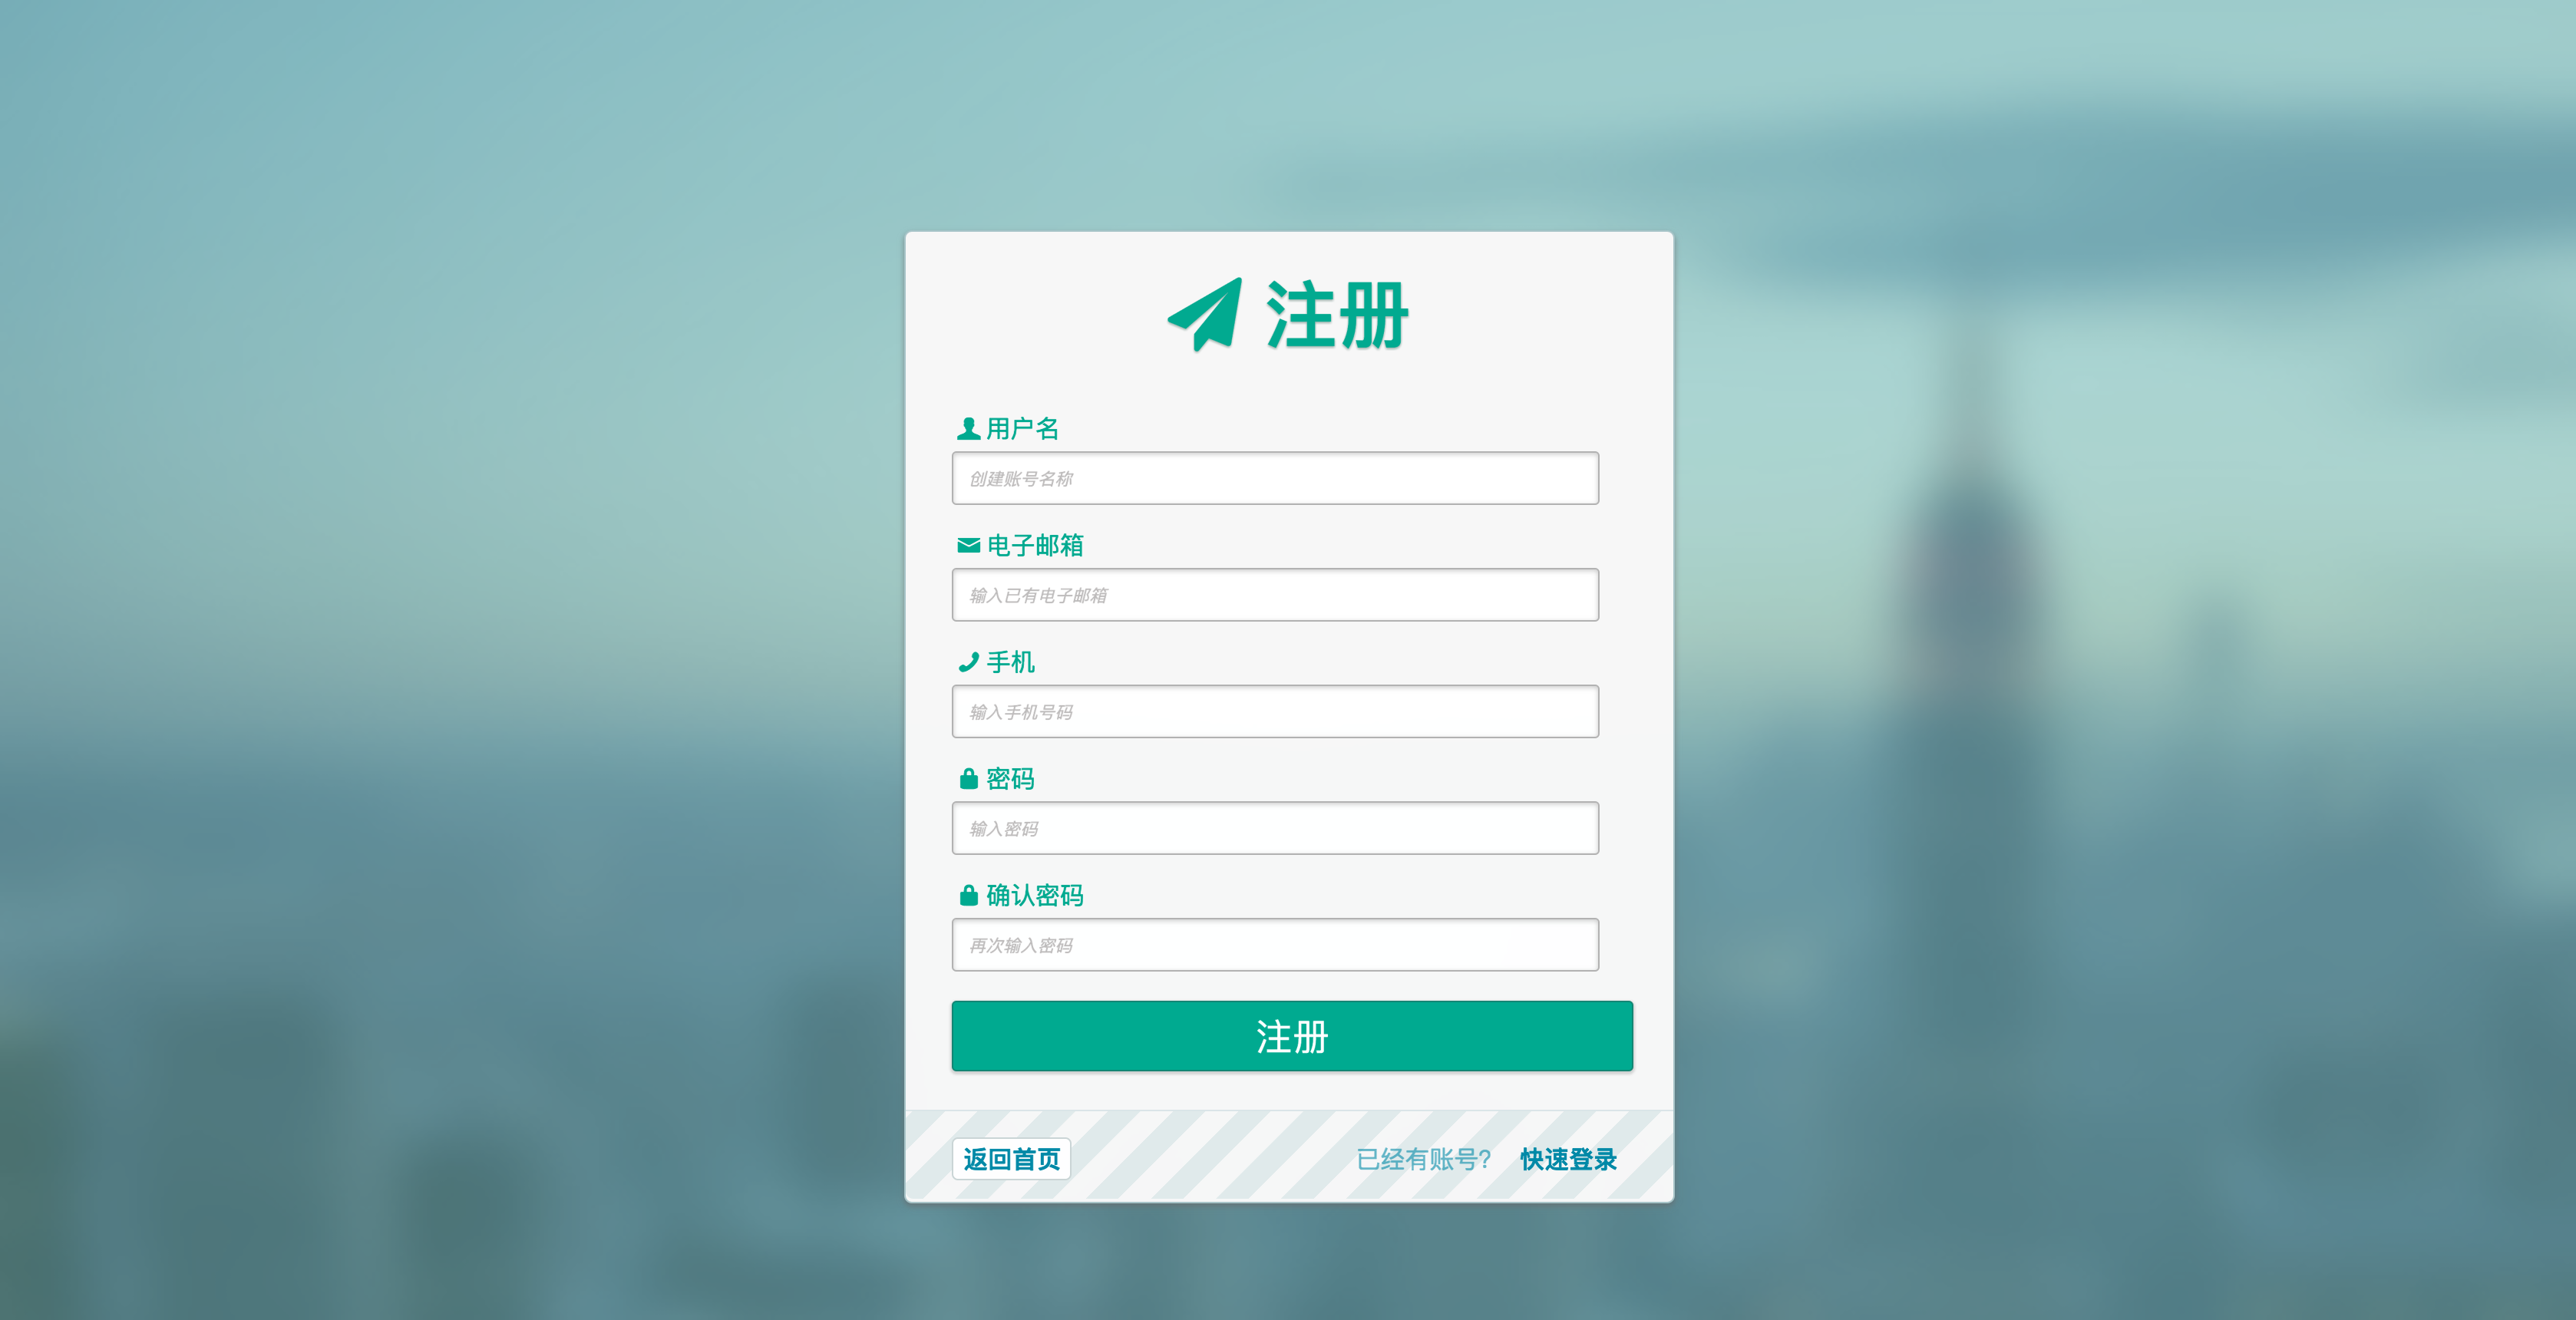 注册
用户名
创建账号名称
电子邮箱
输入已有电子邮箱
手机
输入手机号码
密码
输入密码
确认密码
再次输入密码
注册
返回首页 已经有账号? 快速登录